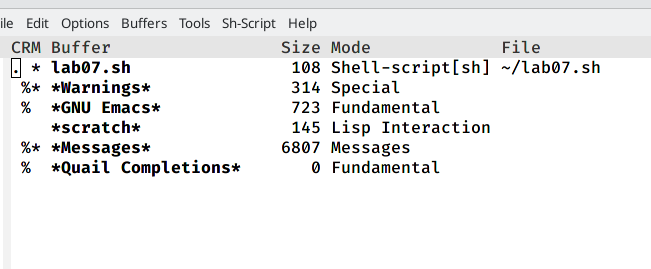 ile Edit Options Buffers Tools Sh-Script Help
CRM Buffer Size Mode File
. * lab07.sh 108 Shell-script[sh] ~/lab07.sh
%* *Warnings* 314 Special
% *GNU Emacs* 723 Fundamental
*scratch* 145 Lisp Interaction
%* *Messages* 6807 Messages
% *Quail Completions* 0 Fundamental